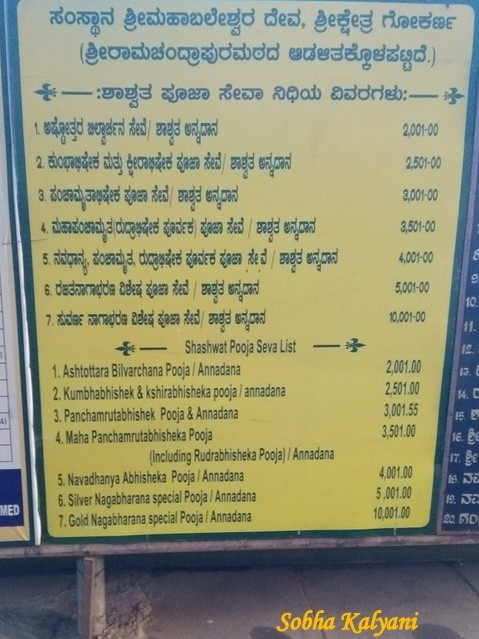 ಸಂಸ್ಥಾನ ಶ್ರೀಮಹಾಬಲೇಶ್ವರ ದೇವ, ಶ್ರೀಕ್ಷೇತ್ರ ಗೋಕರ್ಣ
(ಶ್ರೀರಾಮಚಂದ್ರಾಪುರಮಠದ ಆಡಳಿತಕ್ಕೊಳಪಟ್ಟಿದೆ.)
:ಶಾಶ್ವತ ಪೂಜಾ ಸೇವಾ ನಿಧಿಯ ವಿವರಗಳು:
1. ಅಷ್ಟೋತ್ತರ ಬಿಲ್ವಾರ್ಚನ ಸೇವೆ/ ಶಾಶ್ವತ ಅನ್ನದಾನ 2,001-00
2. ಕುಂಭಾಭಿಷೇಕ ಮತ್ತು ಕ್ಷೀರಾಭಿಷೇಕ ಪೂಜಾ ಸೇವೆ/ ಶಾಶ್ವತ ಅನ್ನದಾನ 2,501-00
3. ಪಂಚಾಮೃತಾಭಿಷೇಕ ಪೂಜಾ ಸೇವೆ/ ಶಾಶ್ವತ ಅನ್ನದಾನ 3,001-00
4. ಮಹಾಪಂಚಾಮೃತ(ರುದ್ರಾಭಿಷೇಕ ಪೂರ್ವಕ) ಪೂಜಾ ಸೇವೆ / ಶಾಶ್ವತ ಅನ್ನದಾನ 3,501-00
5. ನವಧಾನ್ಯ, ಪಂಚಾಮೃತ, ರುದ್ರಾಭಿಷೇಕ ಪೂರ್ವಕ ಪೂಜಾ ಸೇವೆ / ಶಾಶ್ವತ ಅನ್ನದಾನ 4,001-00
6. ರಜತನಾಗಾಭರಣ ವಿಶೇಷ ಪೂಜಾ ಸೇವೆ / ಶಾಶ್ವತ ಅನ್ನದಾನ 5,001-00
7. ಸುವರ್ಣ ನಾಗಾಭರಣ ವಿಶೇಷ ಪೂಜಾ ಸೇವೆ/ ಶಾಶ್ವತ ಅನ್ನದಾನ 10,001-00
Shashwat Pooja Seva List
1. Ashtottara Bilvarchana Pooja / Annadana 2,001.00
2. Kumbhabhishek & kshirabhisheka pooja / annadana 2,501.00
3. Panchamrutabhishek Pooja & Annadana 3,001.55
4. Maha Panchamrutabhisheka Pooja 3,501.00
(Including Rudrabhisheka Pooja) / Annadana
5. Navadhanya Abhisheka Pooja / Annadana 4,001.00
6. Silver Nagabharana special Pooja / Annadana 5 ,001.00
7. Gold Nagabharana special Pooja / Annadana 10,001.00
MED
Sobha Kalyani